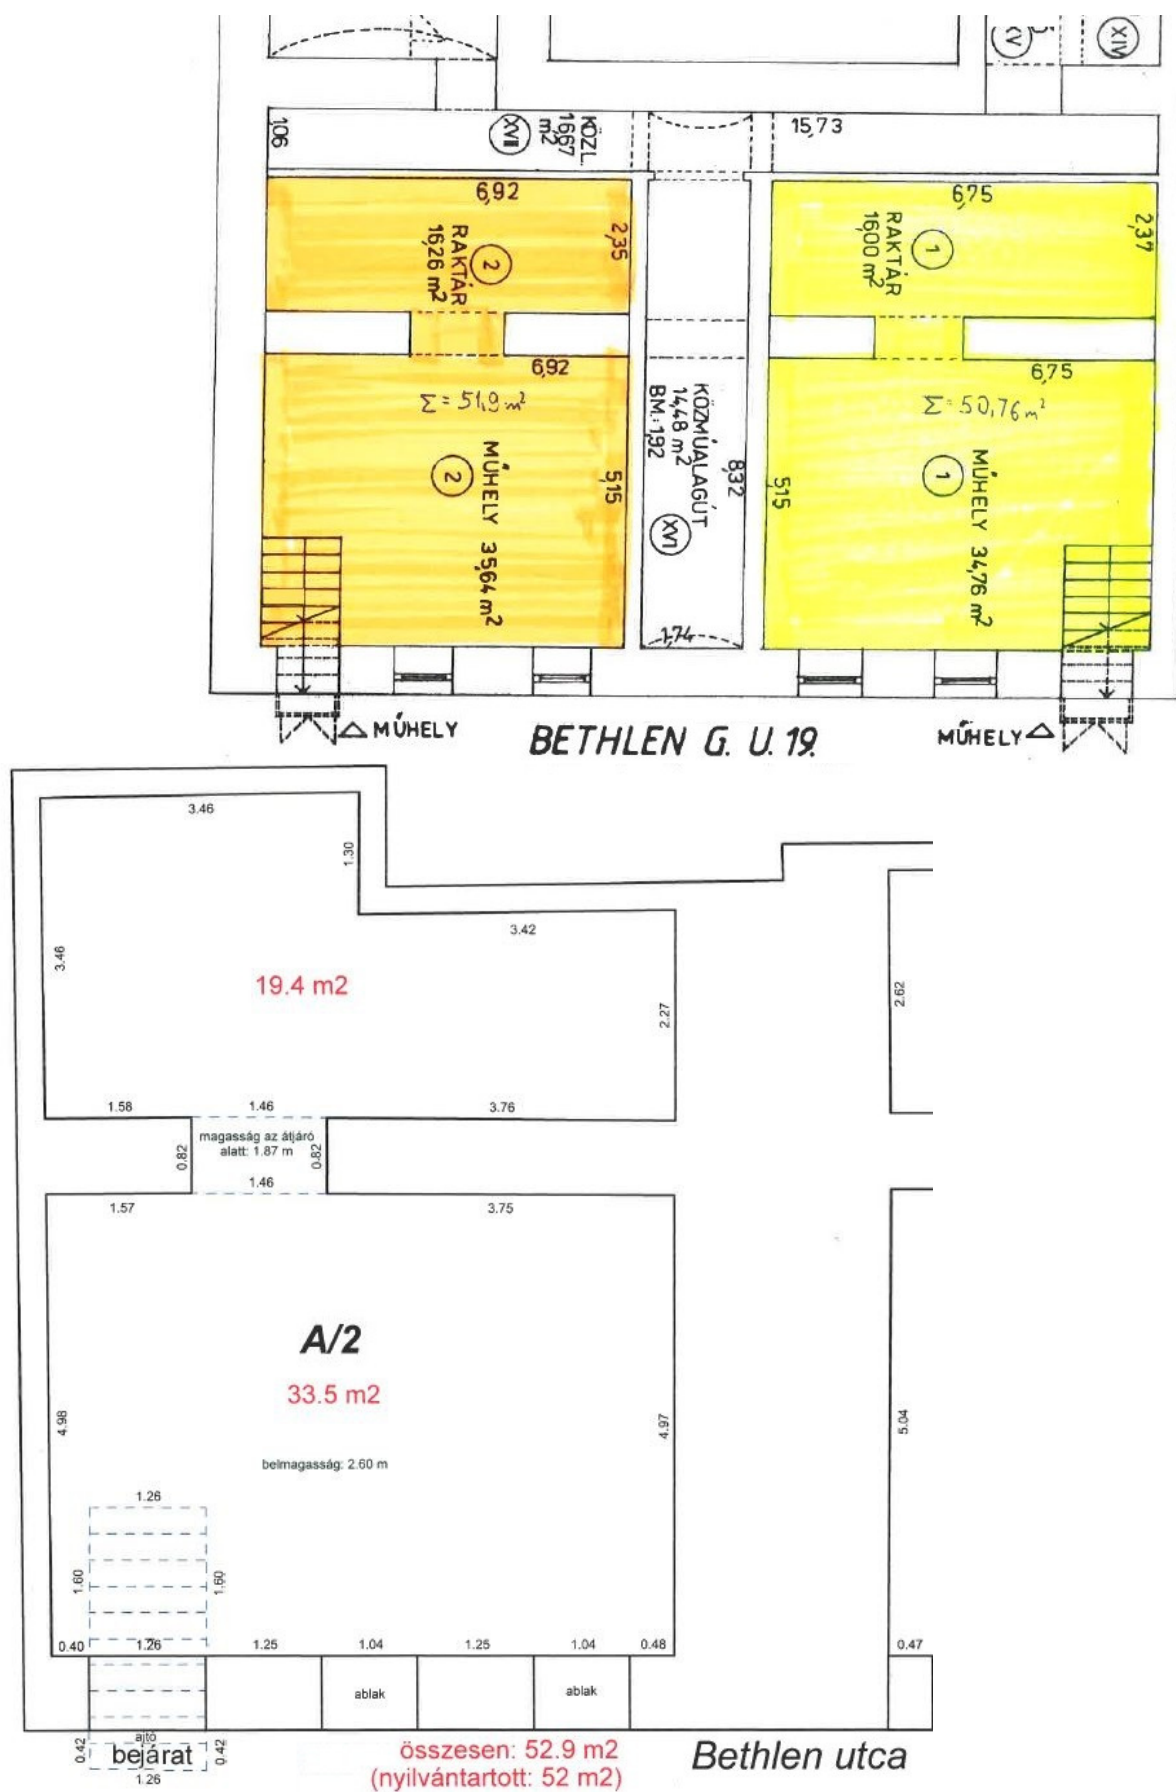 XV
XIV
106
XVII
KÖZL.
16,67
m2
15,73
6,92
6,75
RAKTÁR
16,26 m2
2
2,35
RAKTÁR
16,00 m2
1
2,37
6,92
6,75
Σ = 51,9 m²
Σ = 50,76 m²
KÖZMŰALAGÚT
14,48 m2
BM.: 1,92
8,32
XVI
MŰHELY 35,64 m2
2
5,15
5,15
MŰHELY 34,76 m2
1
1,74
MŰHELY
BETHLEN G. U. 19.
MŰHELY
3.46
1.30
3.42
3.46
19.4 m2
2.27
2.62
1.58
1.46
3.76
magasság az átjáró
alatt: 1.87 m
0.82
0.82
1.46
1.57
3.75
A/2
33.5 m2
4.98
4.97
5.04
belmagasság: 2.60 m
1.26
1.60
1.60
0.40
1.26
1.25
1.04
1.25
1.04
0.48
0.47
ablak
ablak
ajtó
0.42
bejárat
0.42
1.26
összesen: 52.9 m2
(nyilvántartott: 52 m2)
Bethlen utca